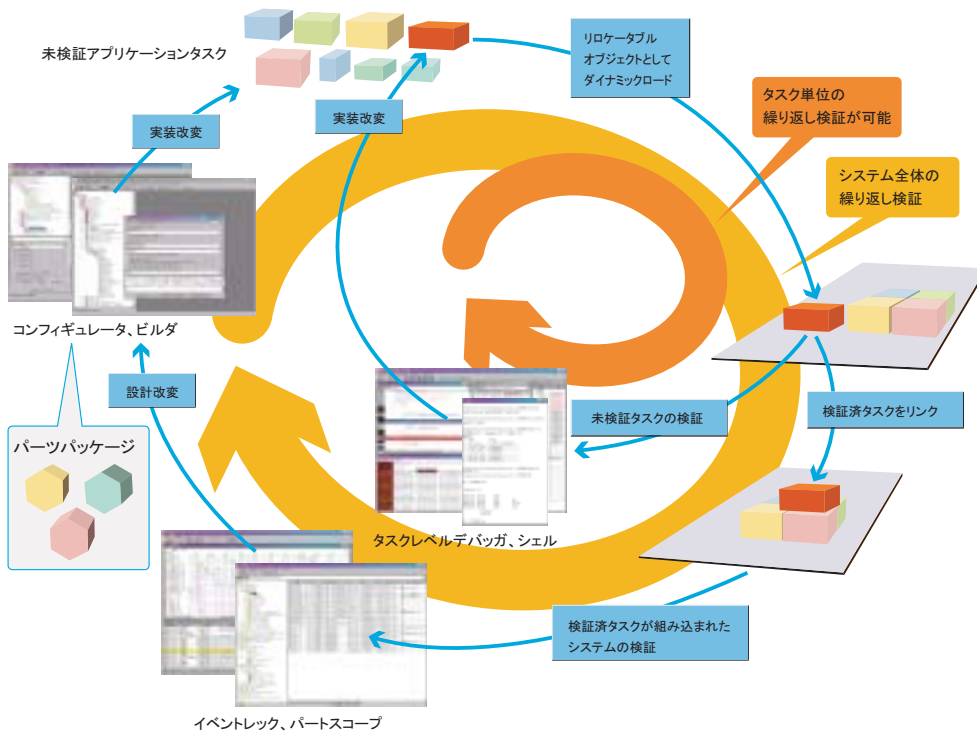 未検証アプリケーションタスク
リロケータブル
オブジェクトとして
ダイナミックロード
タスク単位の
繰り返し検証が可能
実装改変
実装改変
システム全体の
繰り返し検証
コンフィギュレータ、ビルダ
設計改変
未検証タスクの検証
検証済タスクをリンク
パーツパッケージ
タスクレベルデバッガ、シェル
検証済タスクが組み込まれた
システムの検証
イベントレック、パートスコープ